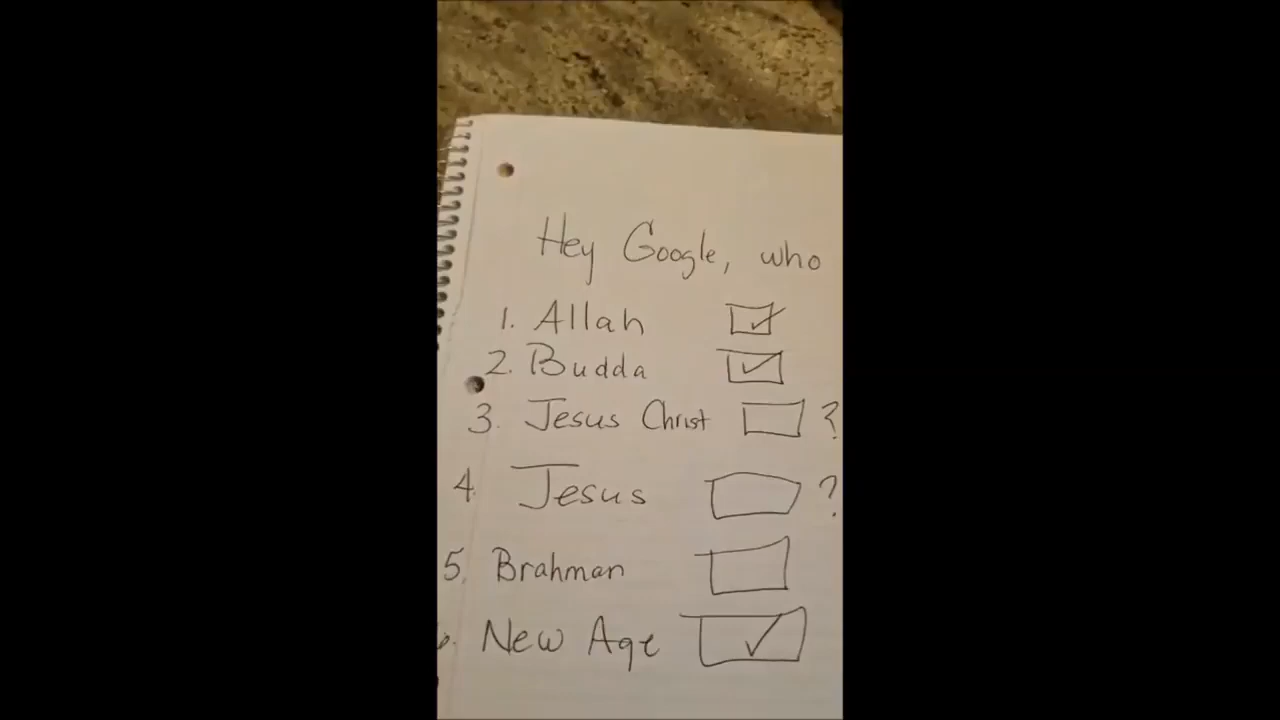 Hey Google, who
1. Allah
2. Budda
3. Jesus Christ ?
4. Jesus ?
5. Brahman
New Age